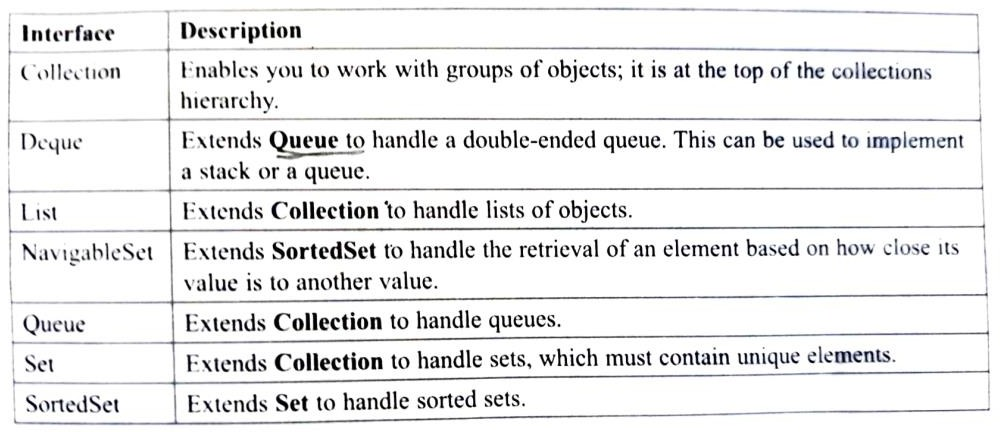 Interface Description
Collection Enables you to work with groups of objects; it is at the top of the collections
hierarchy.
Deque Extends Queue to handle a double-ended queue. This can be used to implement
a stack or a queue.
List Extends Collection to handle lists of objects.
NavigableSet Extends SortedSet to handle the retrieval of an element based on how close its
value is to another value.
Queue Extends Collection to handle queues.
Set Extends Collection to handle sets, which must contain unique elements.
SortedSet Extends Set to handle sorted sets.